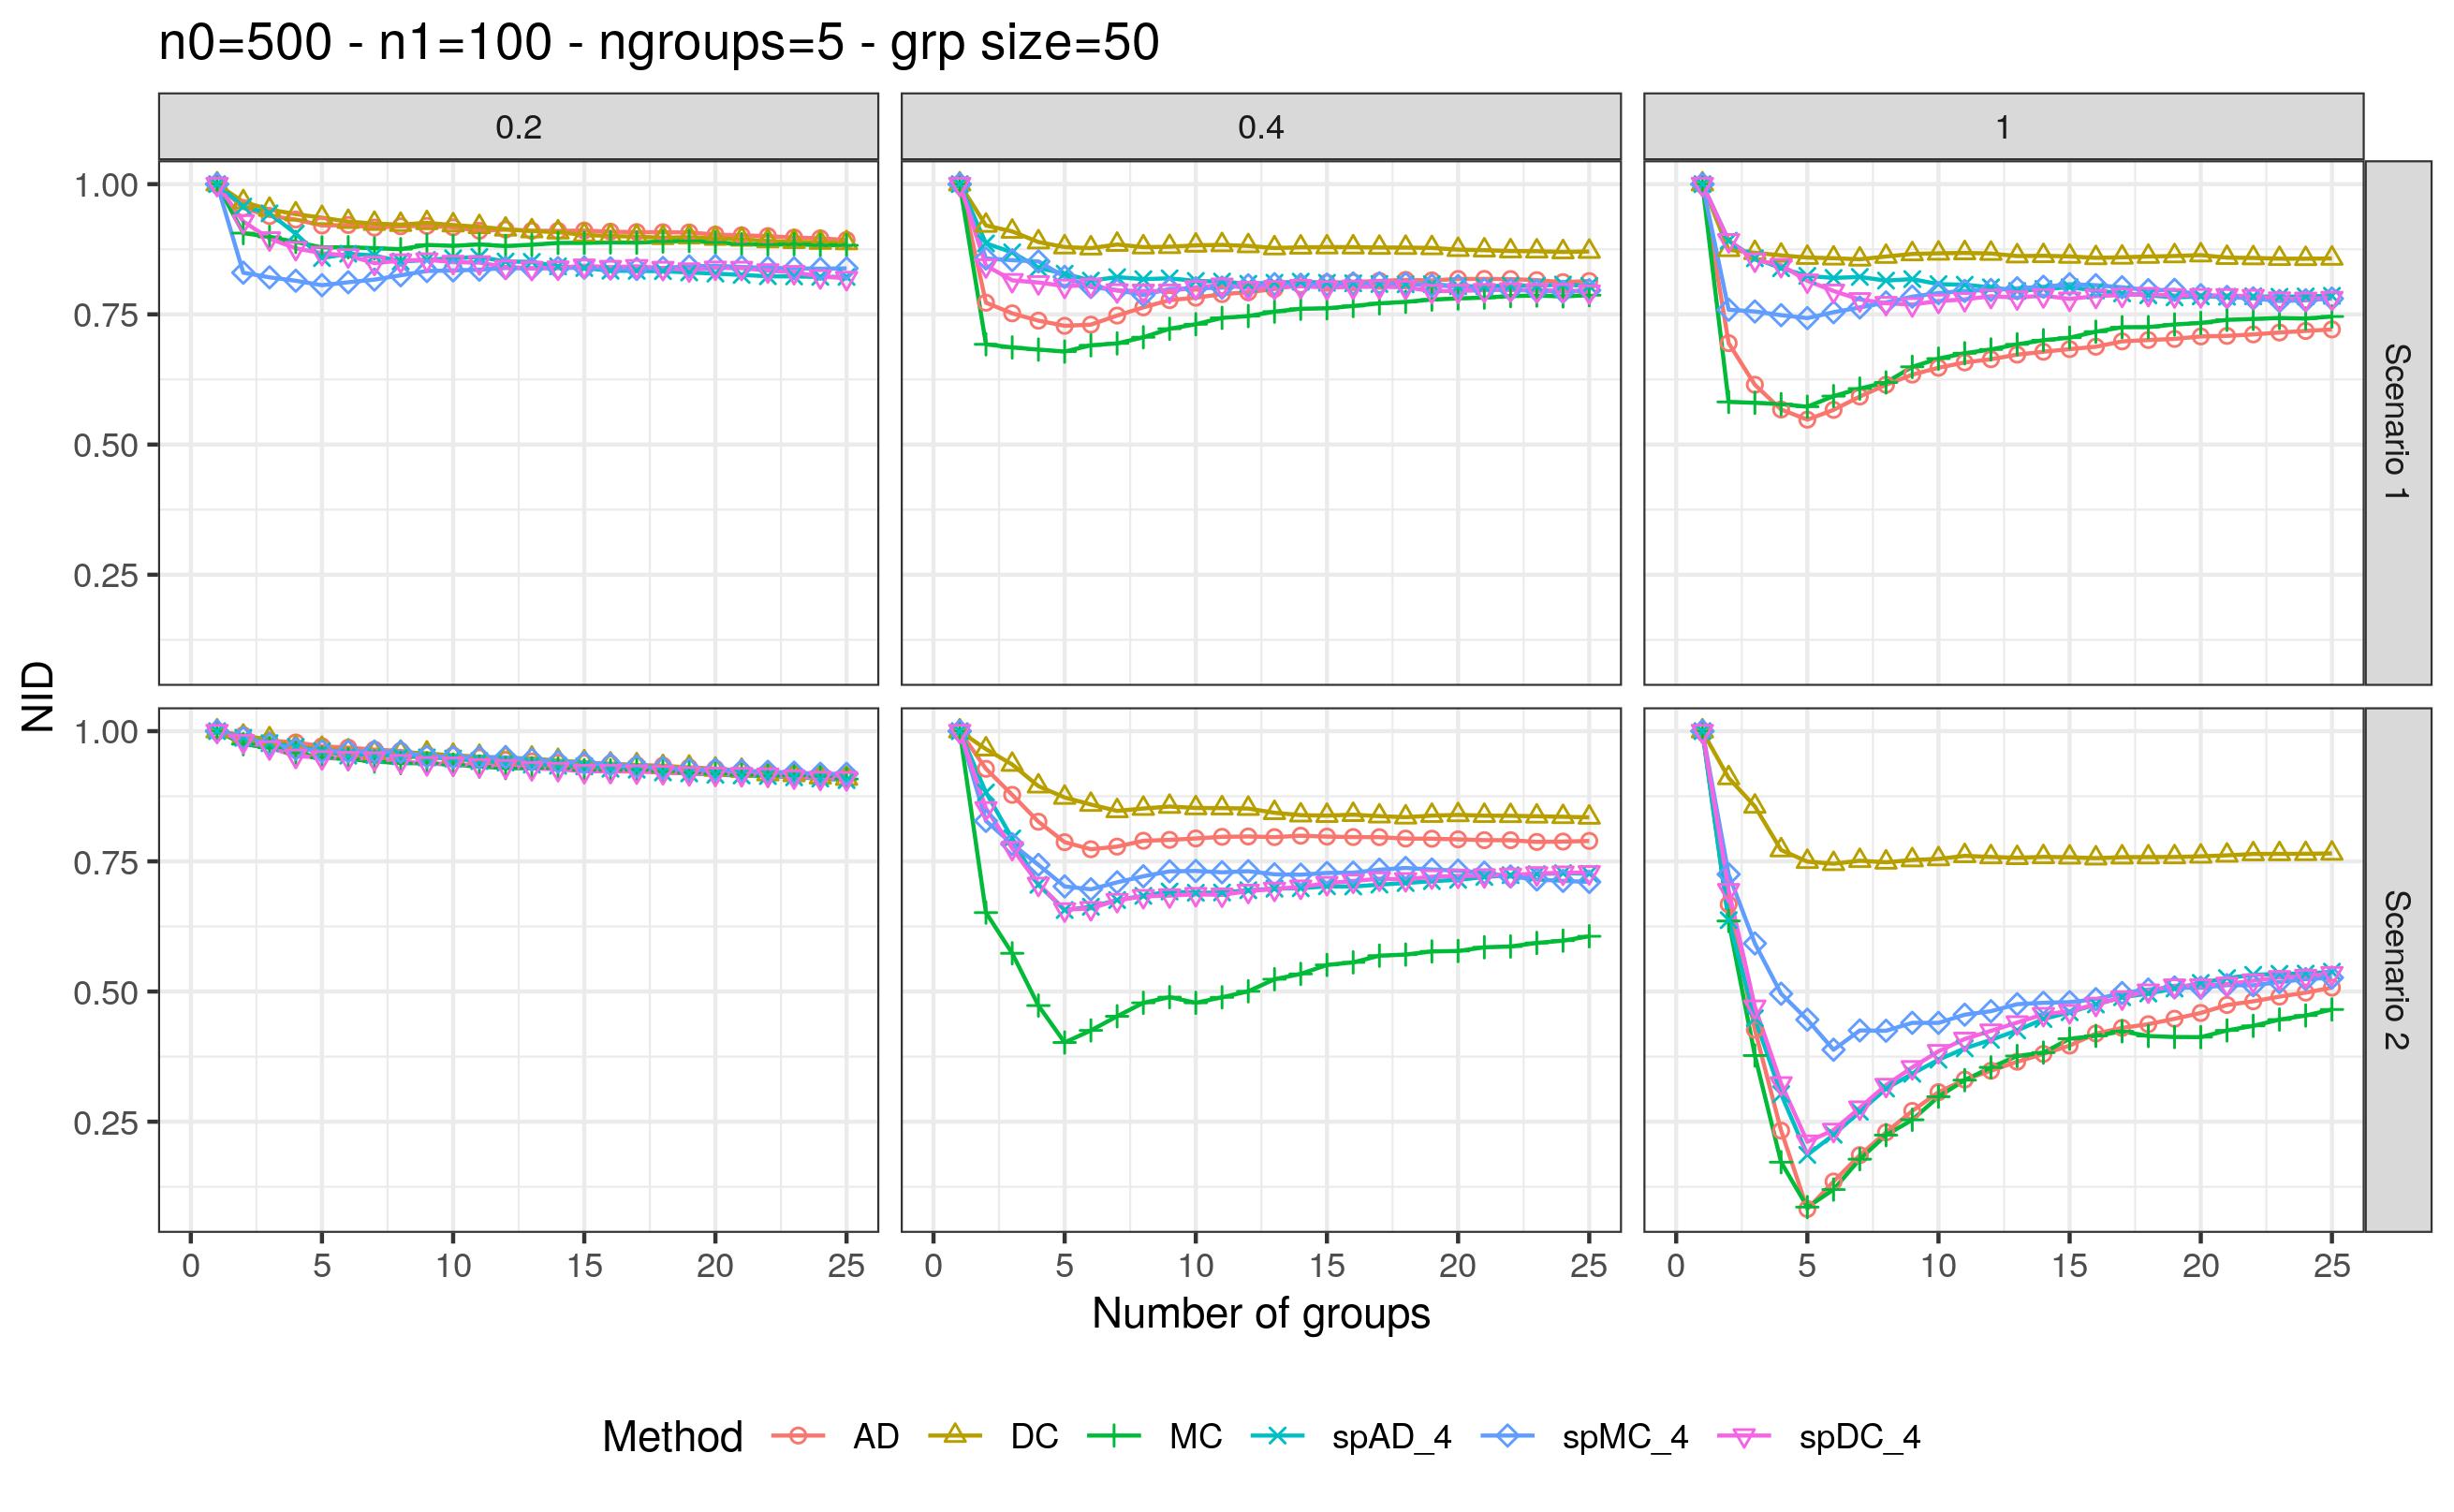 n0=500 - n1=100 - ngroups=5 - grp size=50
0.2 0.4 1
1.00
0.75
0.50
0.25
Scenario 1
NID
1.00
0.75
0.50
0.25
Scenario 2
0 5 10 15 20 25 0 5 10 15 20 25 0 5 10 15 20 25
Number of groups
Method AD DC MC spAD_4 spMC_4 spDC_4